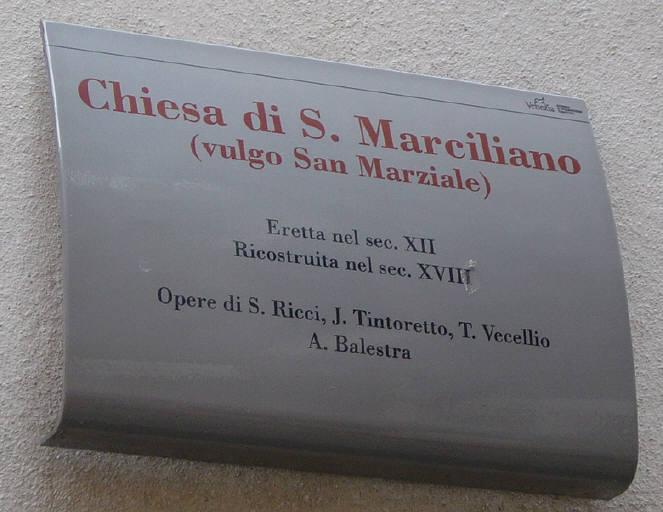 Venezia
Chiesa di S. Marciliano
(vulgo San Marziale)
Eretta nel sec. XII
Ricostruita nel sec. XVIII
Opere di S. Ricci, J. Tintoretto, T. Vecellio
A. Balestra